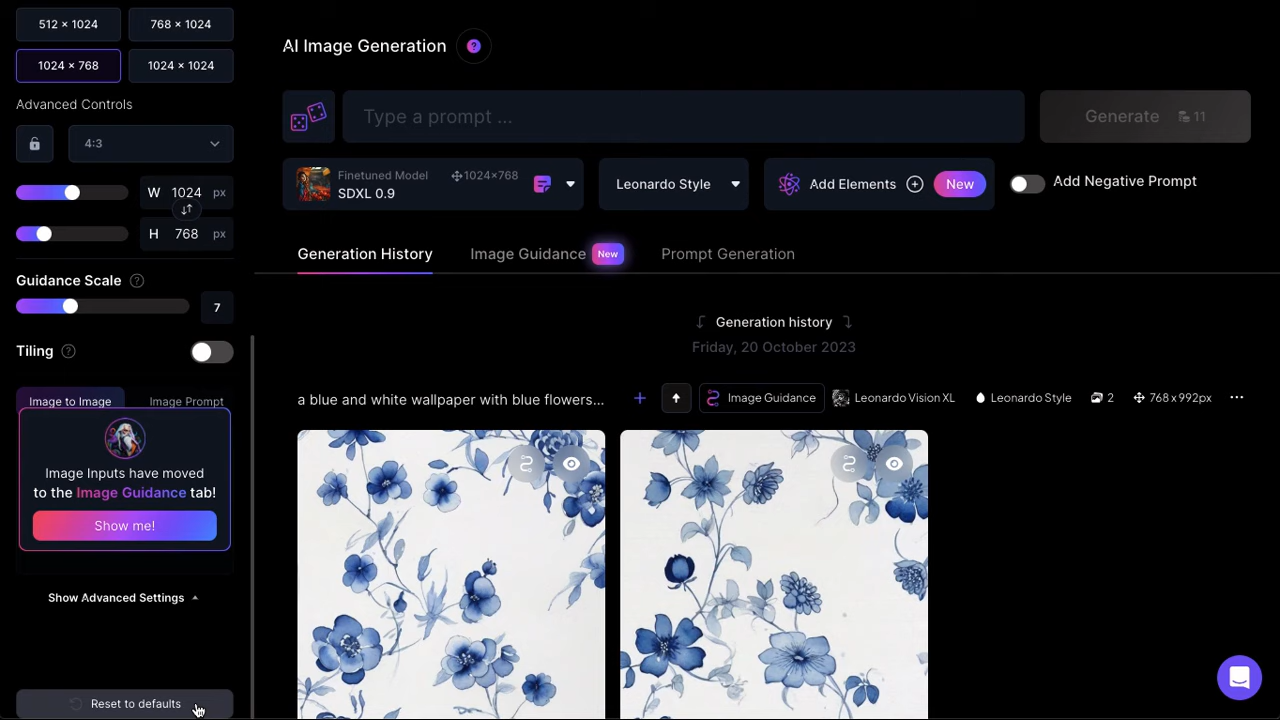 512 × 1024
768 × 1024
1024 × 768
1024 × 1024
Advanced Controls
4:3
W 1024 px
H 768 px
Guidance Scale ?
7
Tiling ?
Image to Image
Image Prompt
Image Inputs have moved
to the Image Guidance tab!
Show me!
Show Advanced Settings
Reset to defaults
AI Image Generation ?
Type a prompt ...
Generate 11
Finetuned Model 1024×768
SDXL 0.9
Leonardo Style
Add Elements New
Add Negative Prompt
Generation History
Image Guidance New
Prompt Generation
Generation history
Friday, 20 October 2023
a blue and white wallpaper with blue flowers...
Image Guidance
Leonardo Vision XL
Leonardo Style
2
768 x 992px